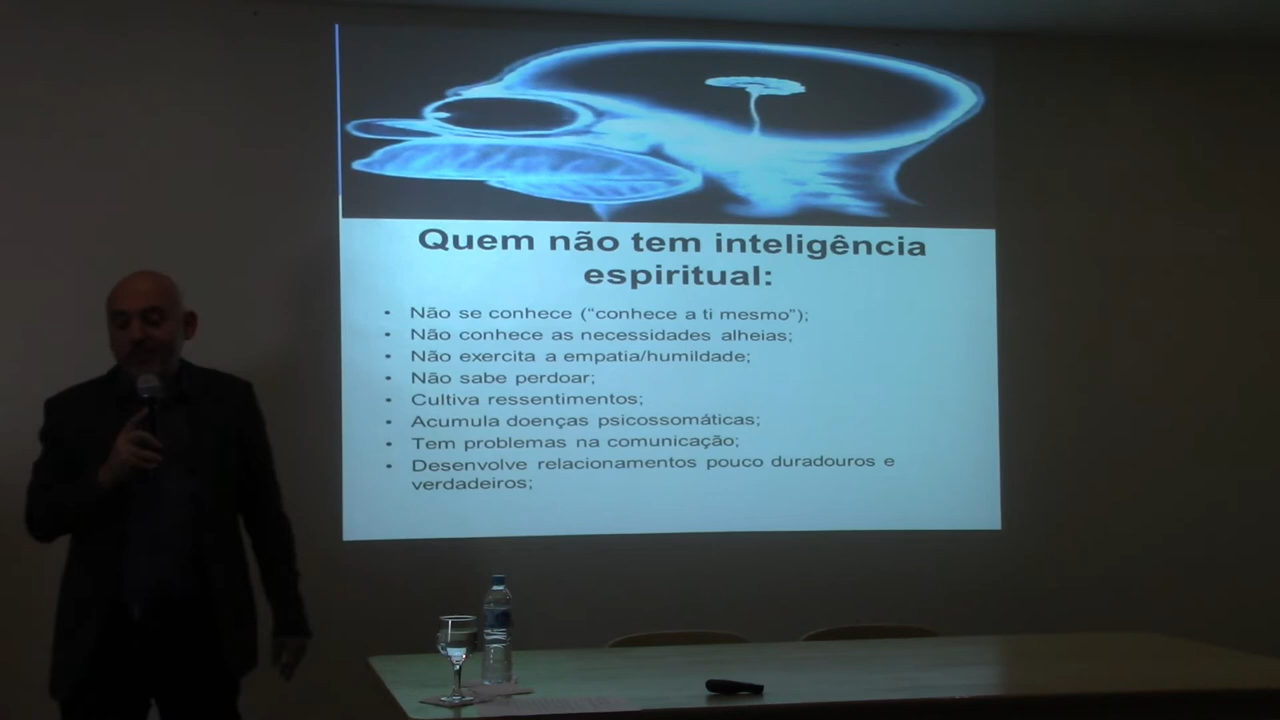 Quem não tem inteligência
espiritual:
• Não se conhece ("conhece a ti mesmo");
• Não conhece as necessidades alheias;
• Não exercita a empatia/humildade;
• Não sabe perdoar;
• Cultiva ressentimentos;
• Acumula doenças psicossomáticas;
• Tem problemas na comunicação;
• Desenvolve relacionamentos pouco duradouros e
verdadeiros;